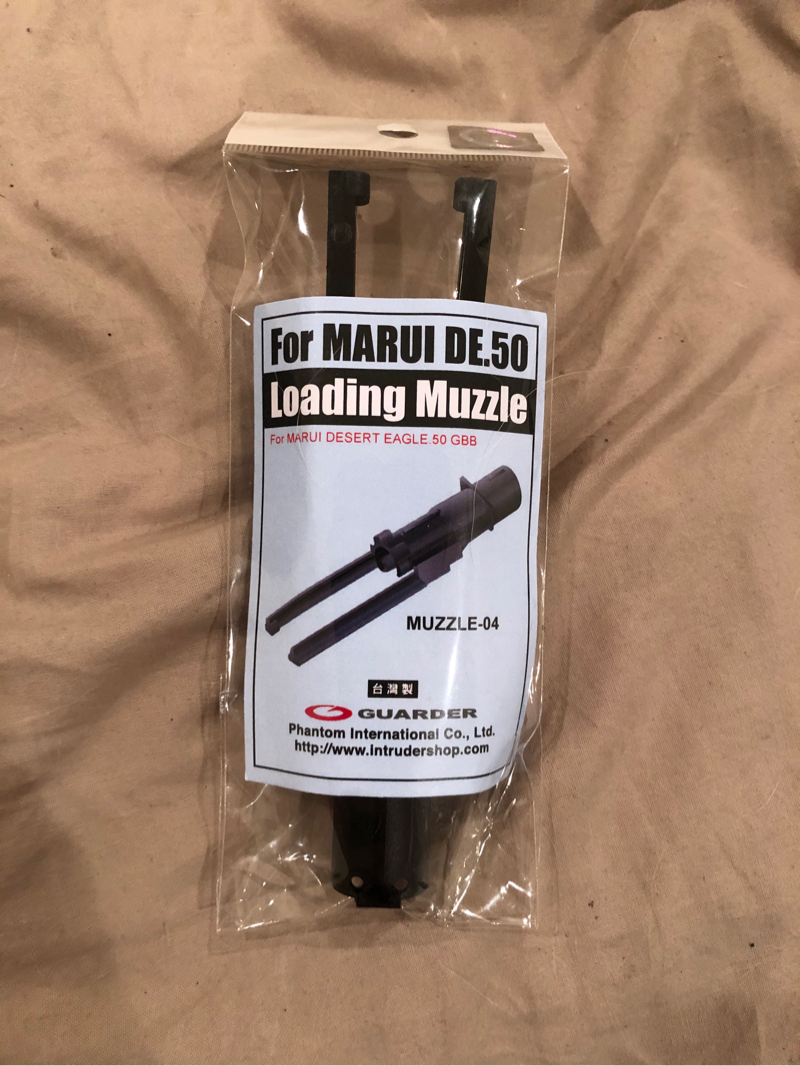 For MARUI DE.50
Loading Muzzle
For MARUI DESERT EAGLE.50 GBB
MUZZLE-04
台灣製
GUARDER
Phantom International Co., Ltd.
http://www.intrudershop.com